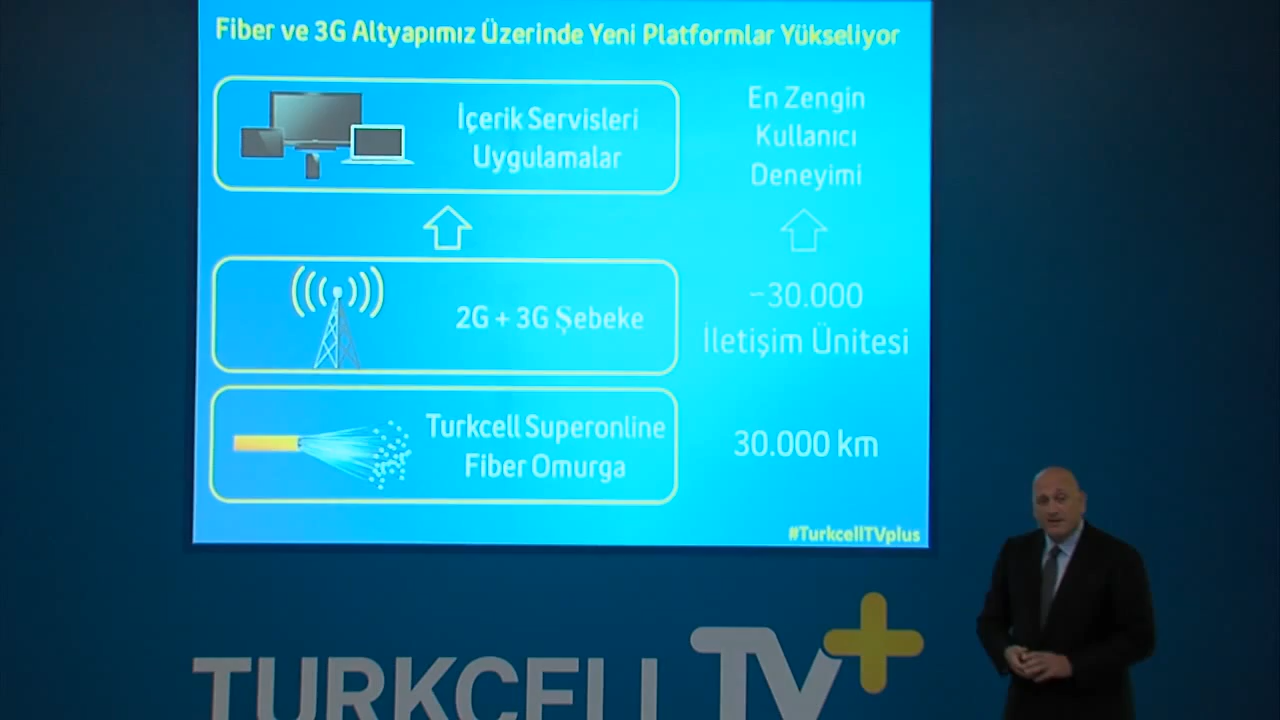 Fiber ve 3G Altyapımız Üzerinde Yeni Platformlar Yükseliyor
İçerik Servisleri
Uygulamalar
En Zengin
Kullanıcı
Deneyimi
2G + 3G Şebeke
~30.000
İletişim Ünitesi
Turkcell Superonline
Fiber Omurga
30.000 km
#TurkcellTVplus
TURKCELL TV+